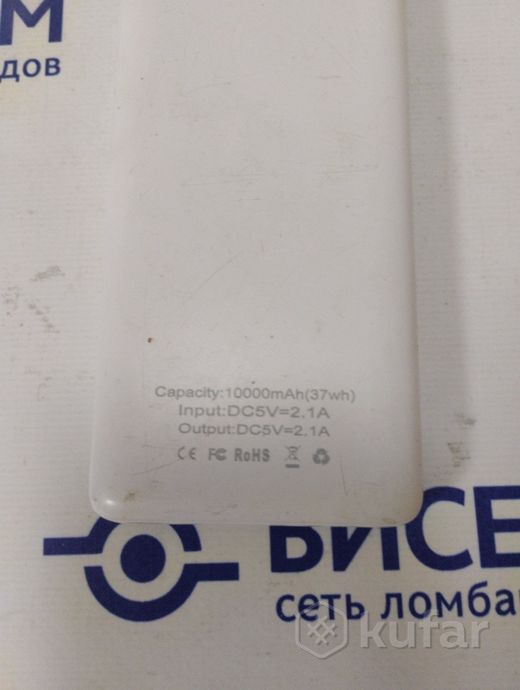 М
дов
Capacity:10000mAh(37wh)
Input:DC5V=2.1A
Output:DC5V=2.1A
CE FC RoHS
БИСЕ
сеть ломба
kufar